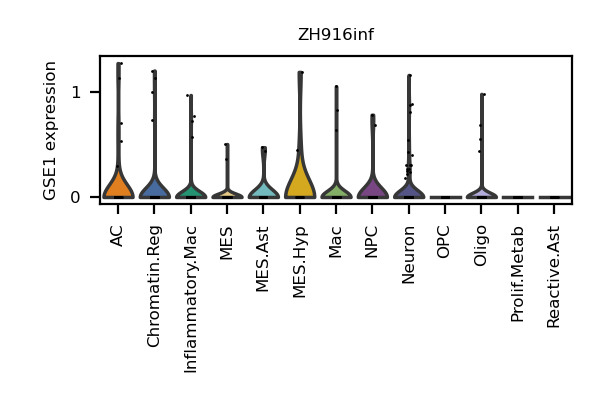 ZH916inf
GSE1 expression
1
0
AC
Chromatin.Reg
Inflammatory.Mac
MES
MES.Ast
MES.Hyp
Mac
NPC
Neuron
OPC
Oligo
Prolif.Metab
Reactive.Ast